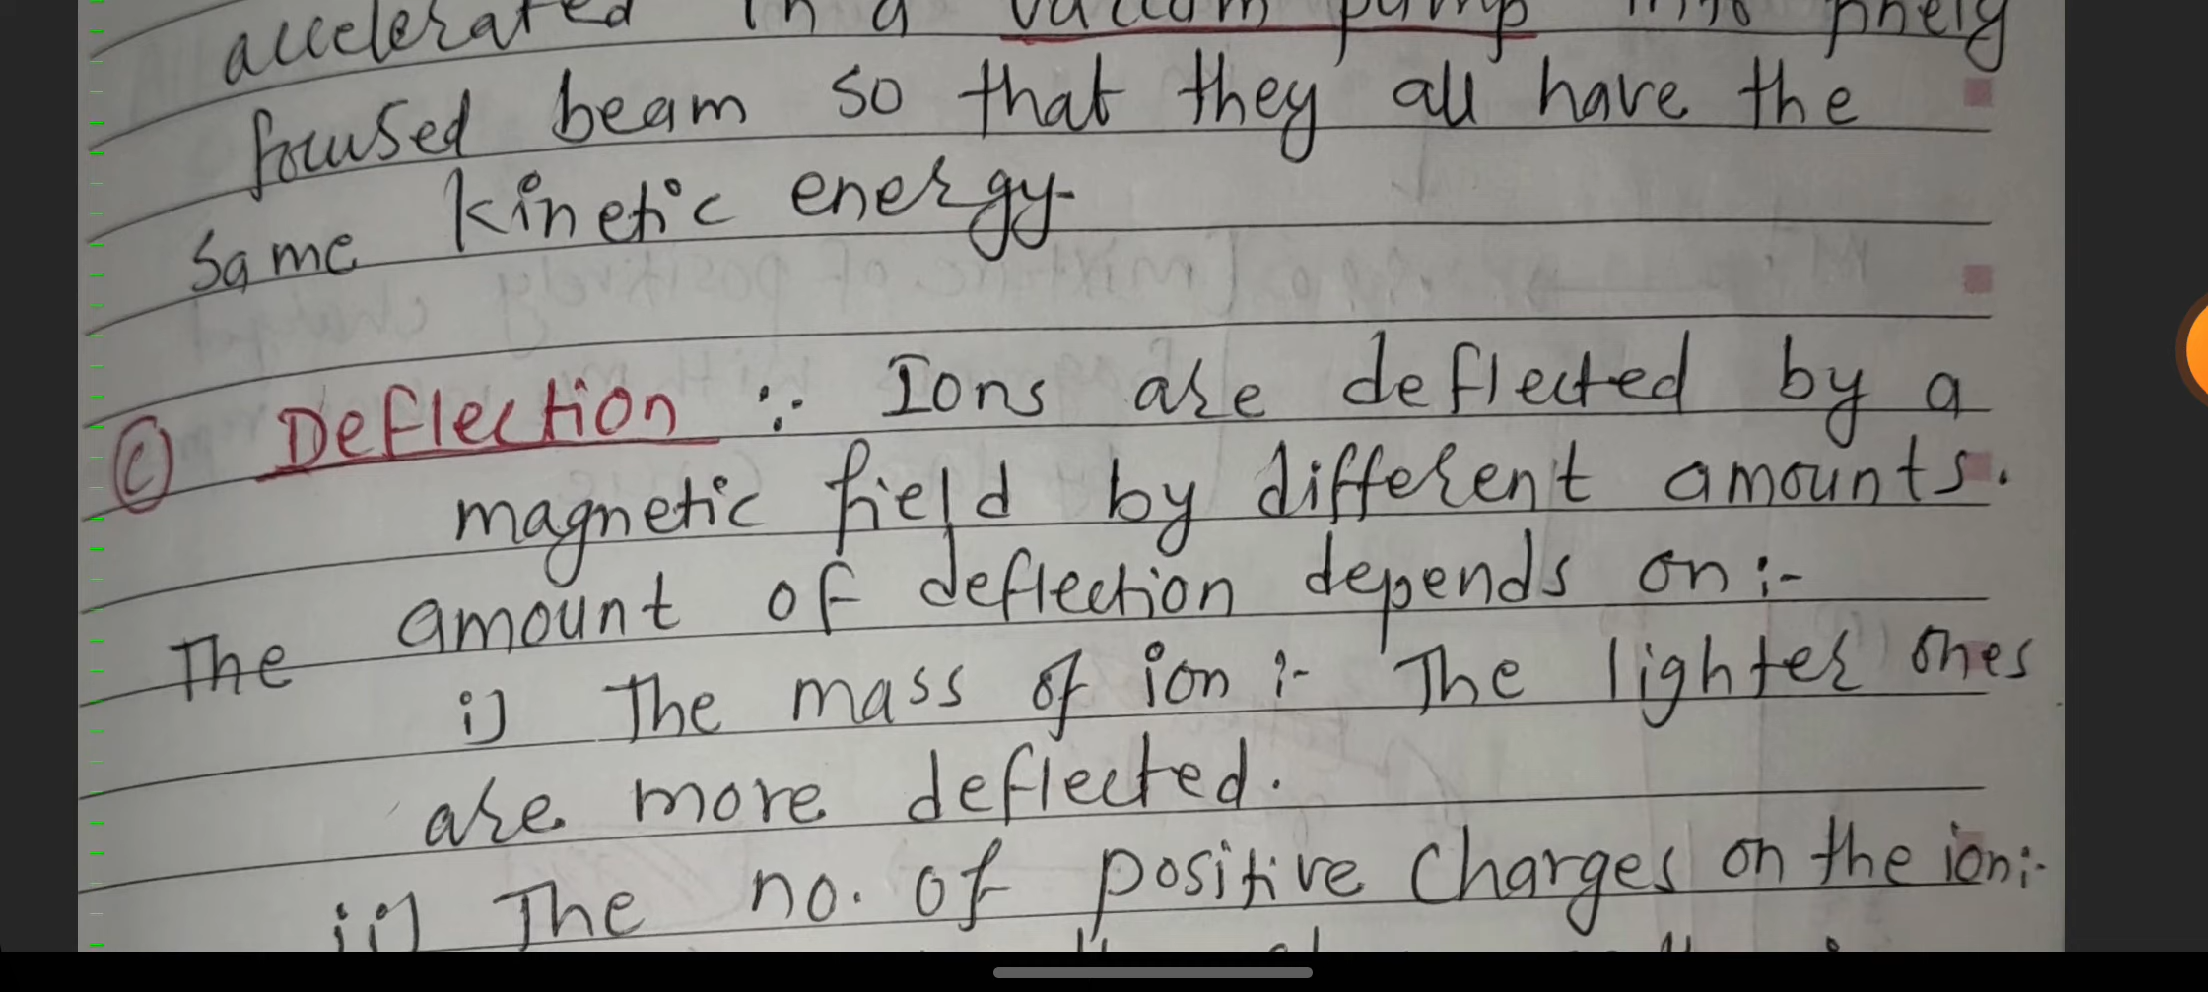 accelerated in a vaccum pump into finely
focused beam so that they all have the
same kinetic energy.
(c) Deflection :- Ions are deflected by a
magnetic field by different amounts.
The amount of deflection depends on :-
i) The mass of ion :- The lighter ones
are more deflected.
ii) The no. of positive charges on the ion:-